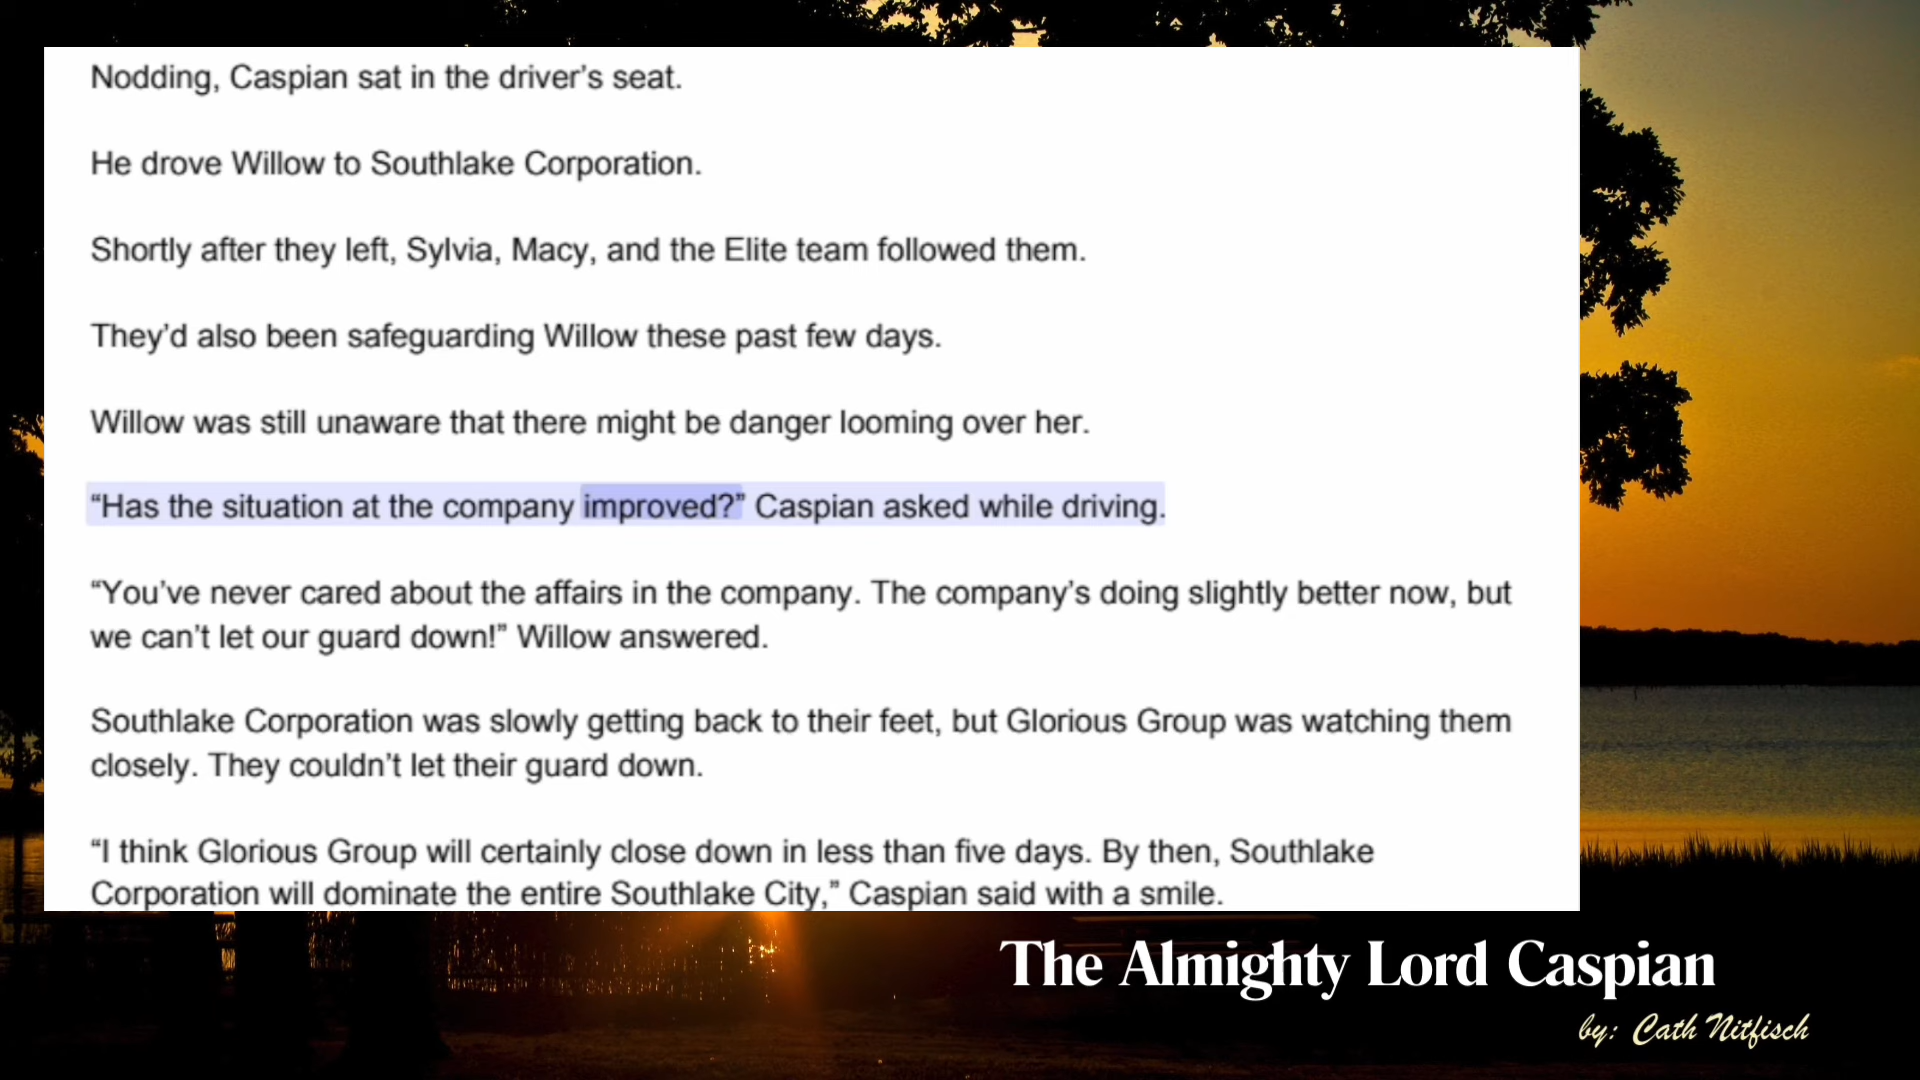 Nodding, Caspian sat in the driver’s seat.
He drove Willow to Southlake Corporation.
Shortly after they left, Sylvia, Macy, and the Elite team followed them.
They’d also been safeguarding Willow these past few days.
Willow was still unaware that there might be danger looming over her.
“Has the situation at the company improved?” Caspian asked while driving.
“You’ve never cared about the affairs in the company. The company’s doing slightly better now, but
we can’t let our guard down!” Willow answered.
Southlake Corporation was slowly getting back to their feet, but Glorious Group was watching them
closely. They couldn’t let their guard down.
“I think Glorious Group will certainly close down in less than five days. By then, Southlake
Corporation will dominate the entire Southlake City,” Caspian said with a smile.
The Almighty Lord Caspian
by: Cath Nitfisch